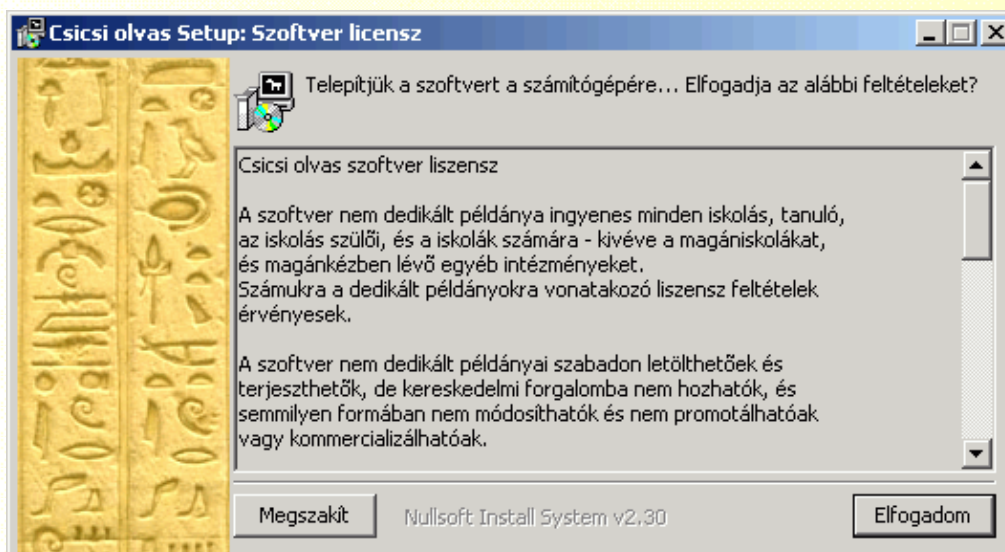 Csicsi olvas Setup: Szoftver licensz
Telepítjük a szoftvert a számítógépére... Elfogadja az alábbi feltételeket?
Csicsi olvas szoftver liszensz
A szoftver nem dedikált példánya ingyenes minden iskolás, tanuló,
az iskolás szülői, és a iskolák számára - kivéve a magániskolákat,
és magánkézben lévő egyéb intézményeket.
Számukra a dedikált példányokra vonatakozó liszensz feltételek
érvényesek.
A szoftver nem dedikált példányai szabadon letölthetőek és
terjeszthetők, de kereskedelmi forgalomba nem hozhatók, és
semmilyen formában nem módosíthatók és nem promotálhatóak
vagy kommercializálhatóak.
Megszakít
Nullsoft Install System v2.30
Elfogadom